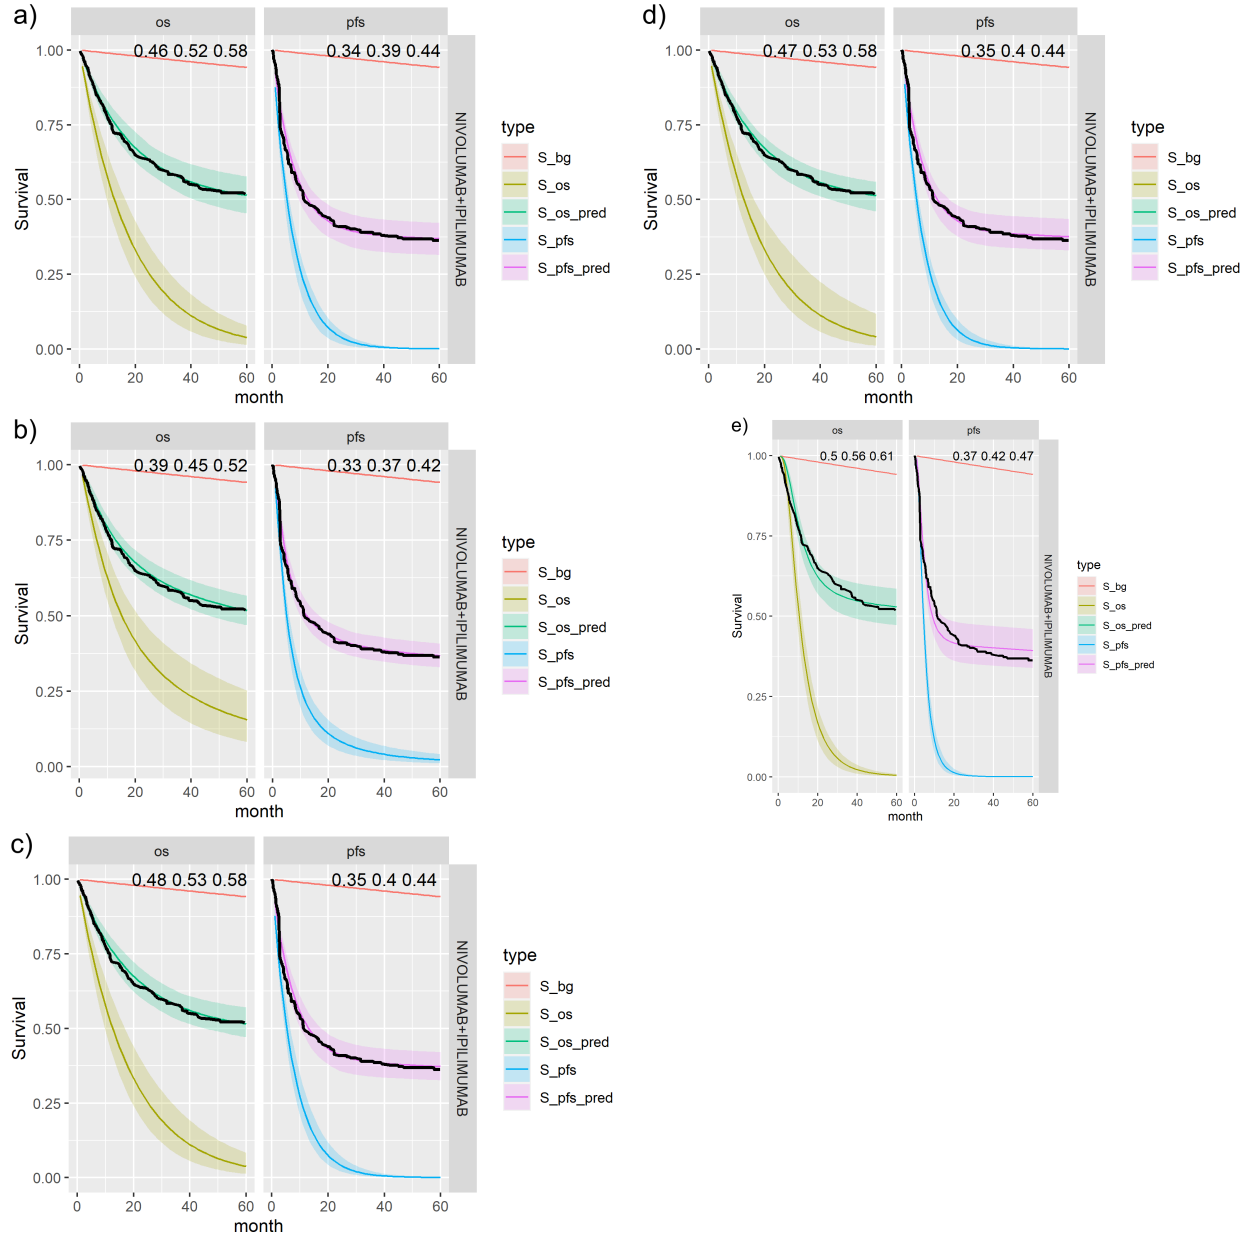 a)
os pfs
0.46 0.52 0.58 0.34 0.39 0.44
1.00
0.75
0.50
0.25
0.00
Survival
0 20 40 60 0 20 40 60
month
NIVOLUMAB+IPILIMUMAB
type
S_bg
S_os
S_os_pred
S_pfs
S_pfs_pred
b)
os pfs
0.39 0.45 0.52 0.33 0.37 0.42
1.00
0.75
0.50
0.25
0.00
Survival
0 20 40 60 0 20 40 60
month
NIVOLUMAB+IPILIMUMAB
type
S_bg
S_os
S_os_pred
S_pfs
S_pfs_pred
c)
os pfs
0.48 0.53 0.58 0.35 0.4 0.44
1.00
0.75
0.50
0.25
0.00
Survival
0 20 40 60 0 20 40 60
month
NIVOLUMAB+IPILIMUMAB
type
S_bg
S_os
S_os_pred
S_pfs
S_pfs_pred
d)
os pfs
0.47 0.53 0.58 0.35 0.4 0.44
1.00
0.75
0.50
0.25
0.00
Survival
0 20 40 60 0 20 40 60
month
NIVOLUMAB+IPILIMUMAB
type
S_bg
S_os
S_os_pred
S_pfs
S_pfs_pred
e)
os pfs
0.5 0.56 0.61 0.37 0.42 0.47
1.00
0.75
0.50
0.25
0.00
Survival
0 20 40 60 0 20 40 60
month
NIVOLUMAB+IPILIMUMAB
type
S_bg
S_os
S_os_pred
S_pfs
S_pfs_pred